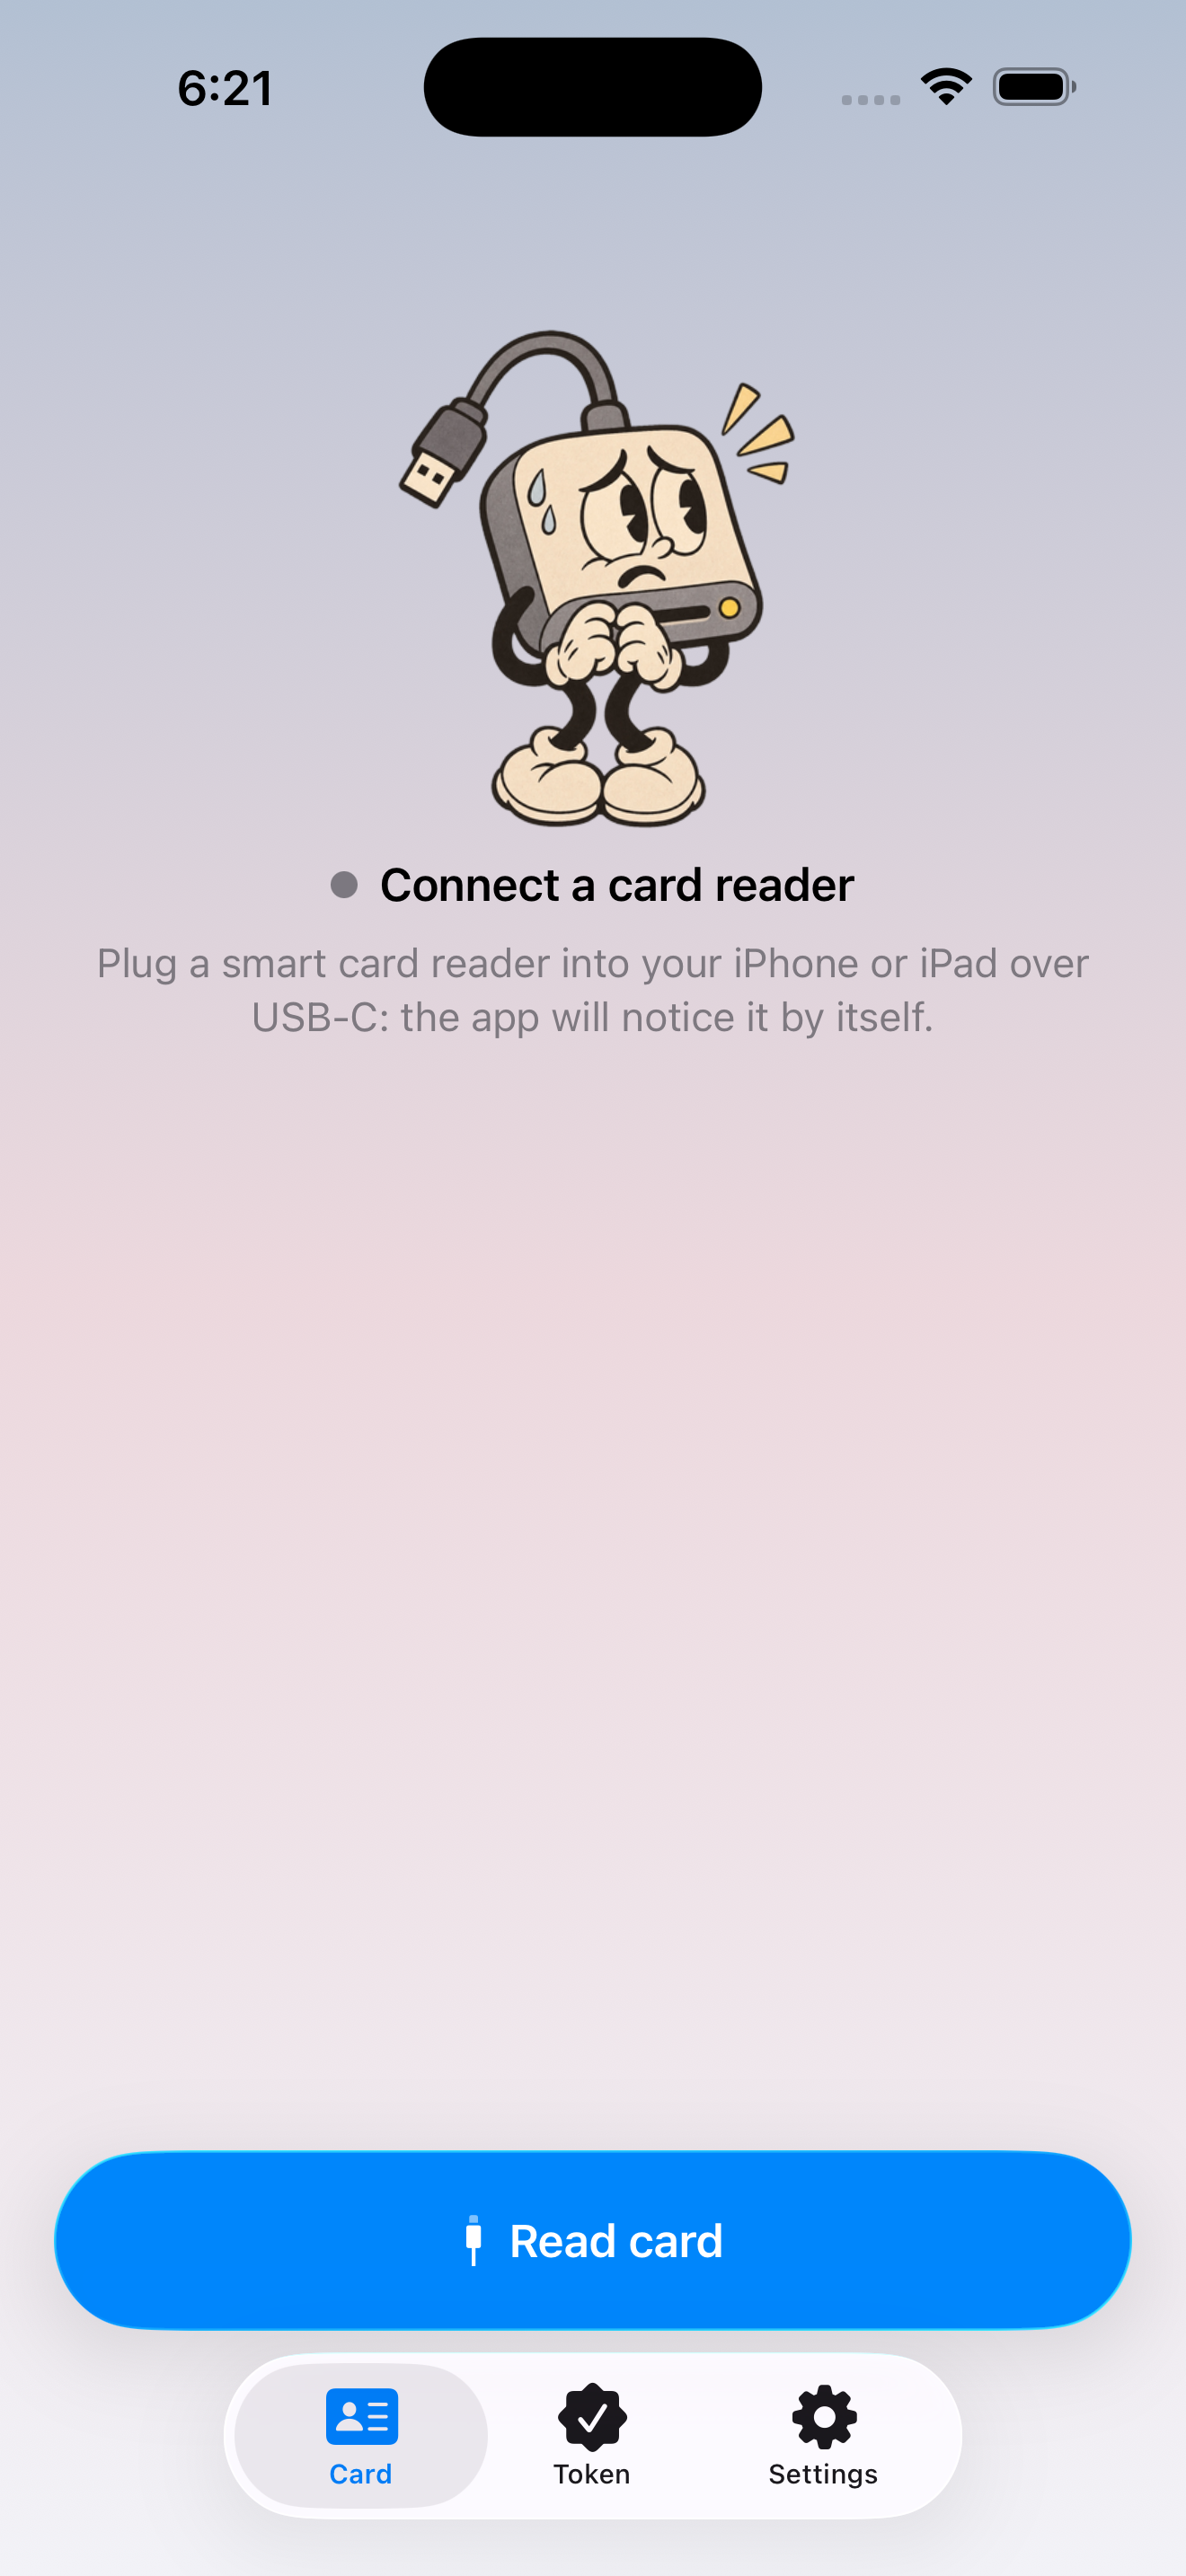 6:21
Connect a card reader
Plug a smart card reader into your iPhone or iPad over
USB-C: the app will notice it by itself.
Read card
Card
Token
Settings